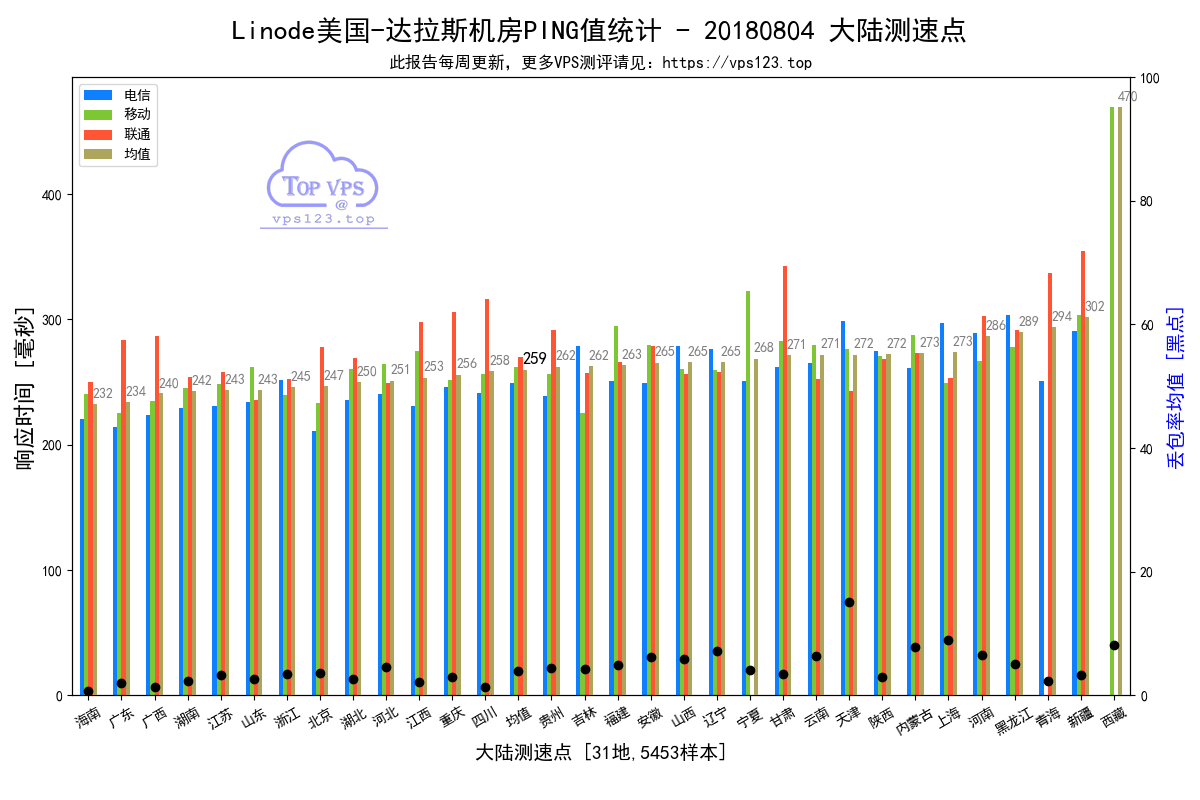 Linode美国-达拉斯机房PING值统计 - 20180804 大陆测速点
此报告每周更新，更多VPS测评请见：https://vps123.top
电信
移动
联通
均值
TOP VPS
@
vps123.top
响应时间 [毫秒]
400
300
200
100
0
100
80
60
40
20
0
丢包率均值 [黑点]
232
234
240
242
243
243
245
247
250
251
253
256
258
259
262
262
263
265
265
265
268
271
271
272
272
273
273
286
289
294
302
470
海南
广东
广西
湖南
江苏
山东
浙江
北京
湖北
河北
江西
重庆
四川
均值
贵州
吉林
福建
安徽
山西
辽宁
宁夏
甘肃
云南
天津
陕西
内蒙古
上海
河南
黑龙江
青海
新疆
西藏
大陆测速点 [31地,5453样本]